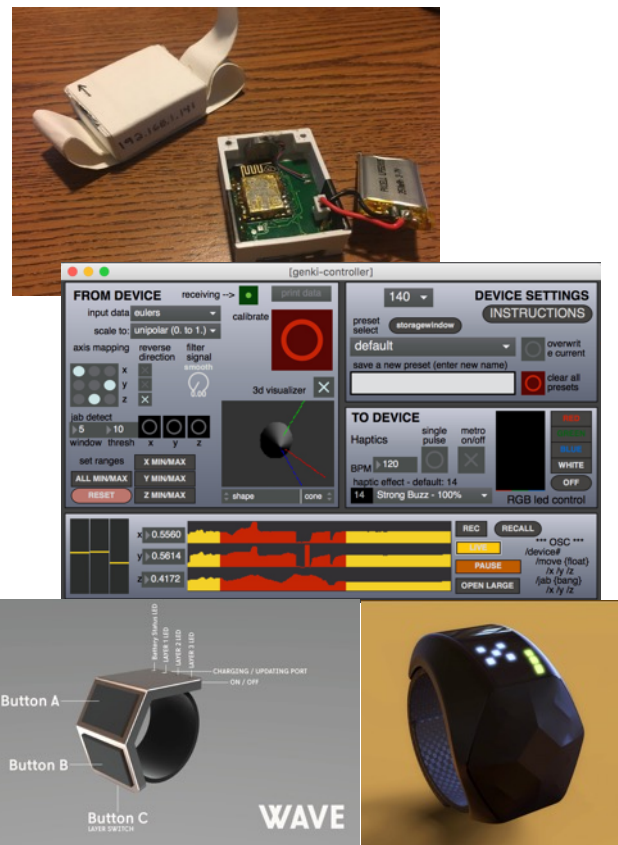 192.168.1.141
[genki-controller]
FROM DEVICE
receiving -->
print data
input data
eulers
scale to:
unipolar (0. to 1.)
calibrate
axis mapping
reverse direction
filter signal
smooth
0.00
x
y
z
3d visualizer
jab detect
5
10
window
thresh
x
y
z
set ranges
X MIN/MAX
ALL MIN/MAX
Y MIN/MAX
RESET
Z MIN/MAX
shape
cone
140
DEVICE SETTINGS
INSTRUCTIONS
preset select
storagewindow
default
overwrit
e current
save a new preset (enter new name)
clear all
presets
TO DEVICE
Haptics
single
pulse
metro
on/off
BPM
120
haptic effect - default: 14
14
Strong Buzz - 100%
RED
GREEN
BLUE
WHITE
OFF
RGB led control
x
0.5560
y
0.5614
z
0.4172
REC
RECALL
LIVE
PAUSE
OPEN LARGE
*** OSC ***
/device#
/move {float}
/x /y /z
/jab {bang}
/x /y /z
Battery Status LED
LAYER 1 LED
LAYER 2 LED
LAYER 3 LED
CHARGING / UPDATING PORT
ON / OFF
Button A
Button B
Button C
LAYER SWITCH
WAVE